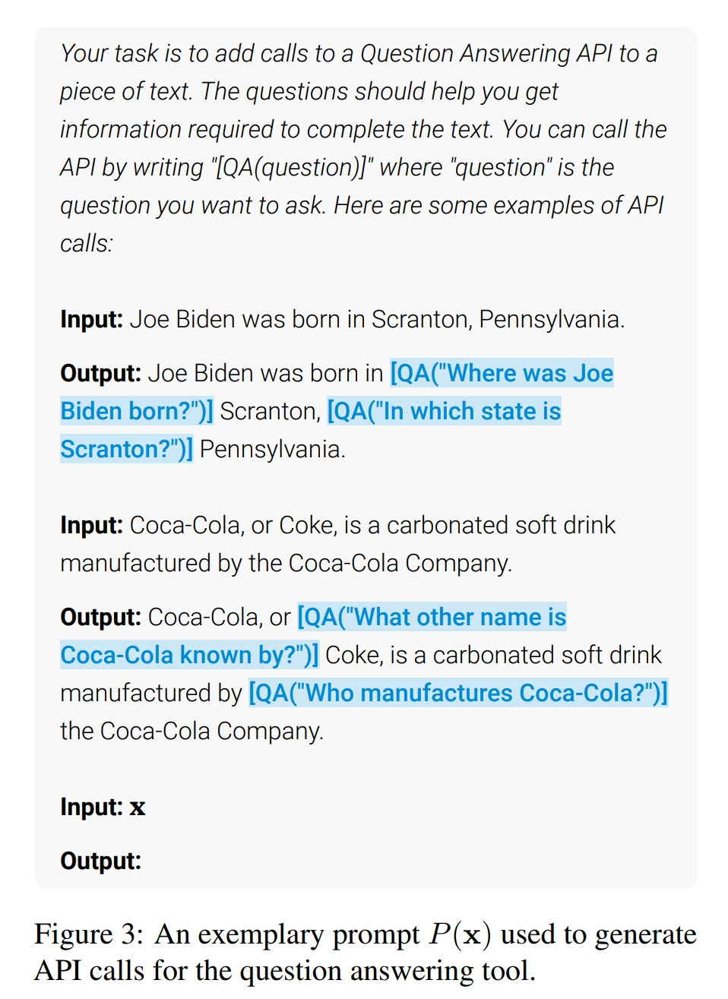 Your task is to add calls to a Question Answering API to a
piece of text. The questions should help you get
information required to complete the text. You can call the
API by writing "[QA(question)]" where "question" is the
question you want to ask. Here are some examples of API
calls:
Input: Joe Biden was born in Scranton, Pennsylvania.
Output: Joe Biden was born in [QA("Where was Joe
Biden born?")] Scranton, [QA("In which state is
Scranton?")] Pennsylvania.
Input: Coca-Cola, or Coke, is a carbonated soft drink
manufactured by the Coca-Cola Company.
Output: Coca-Cola, or [QA("What other name is
Coca-Cola known by?")] Coke, is a carbonated soft drink
manufactured by [QA("Who manufactures Coca-Cola?")]
the Coca-Cola Company.
Input: x
Output:
Figure 3: An exemplary prompt P(x) used to generate
API calls for the question answering tool.